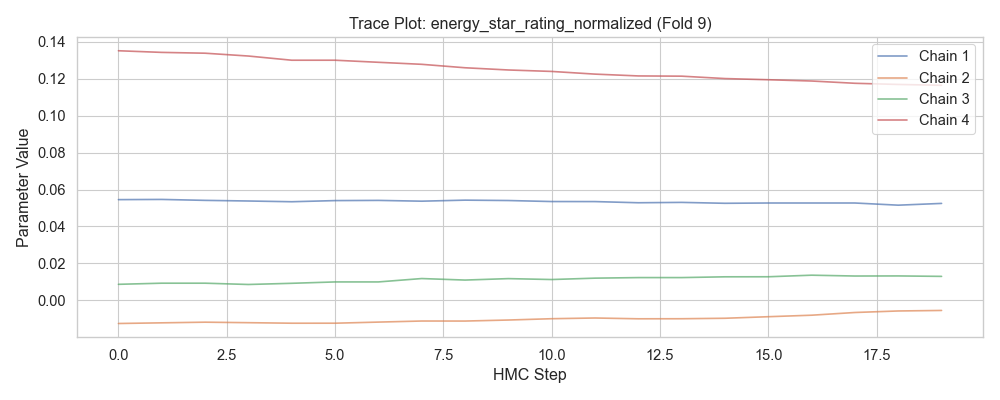 Trace Plot: energy_star_rating_normalized (Fold 9)
Parameter Value
0.14
0.12
0.10
0.08
0.06
0.04
0.02
0.00
Chain 1
Chain 2
Chain 3
Chain 4
0.0 2.5 5.0 7.5 10.0 12.5 15.0 17.5
HMC Step